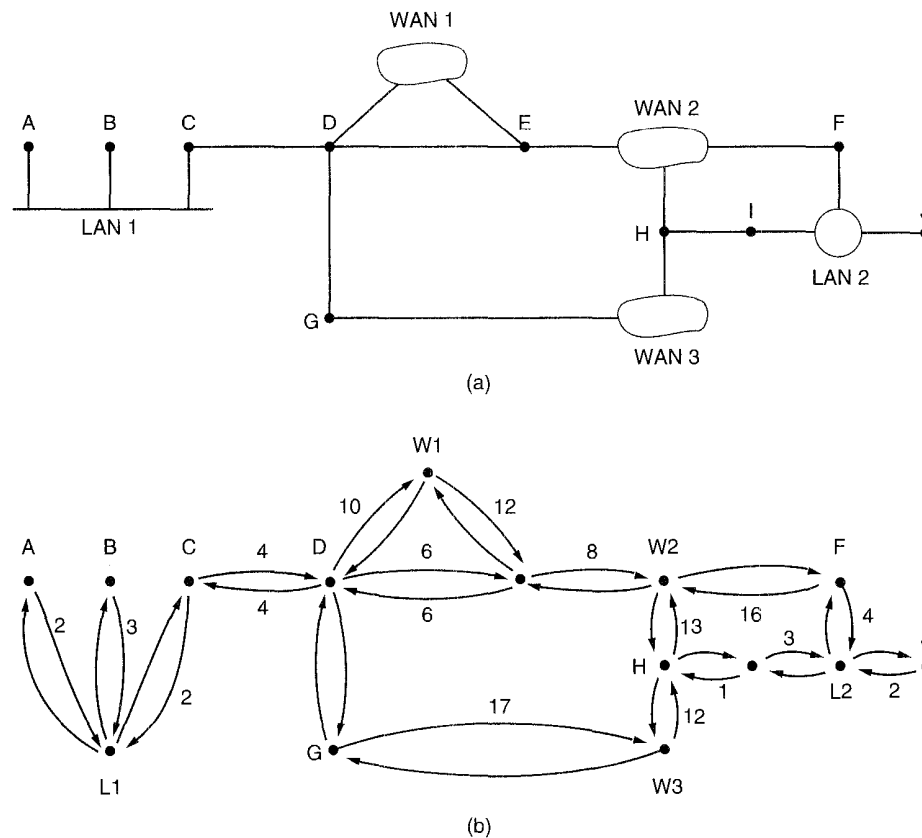 WAN 1
A B C D E WAN 2 F
LAN 1
H I
LAN 2
G
WAN 3
(a)
W1
10 12
A B C 4 D 6 8 W2 F
4 6 16
2 3 13 4
2 H 3
1 L2 2
17 12
G
L1 W3
(b)